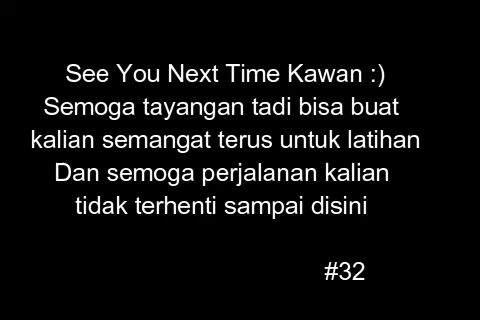 See You Next Time Kawan :)
Semoga tayangan tadi bisa buat
kalian semangat terus untuk latihan
Dan semoga perjalanan kalian
tidak terhenti sampai disini
#32